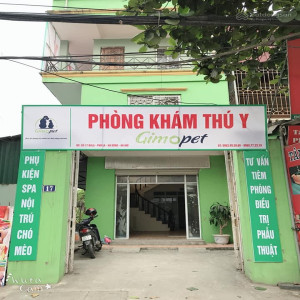 PHÒNG KHÁM THÚ Y
Gimopet
PHỤ
KIỆN
SPA
NỘI
TRÚ
CHÓ
MÈO
17
TƯ VẤN
TIÊM
PHÒNG
ĐIỀU
TRỊ
PHẪU
THUẬT